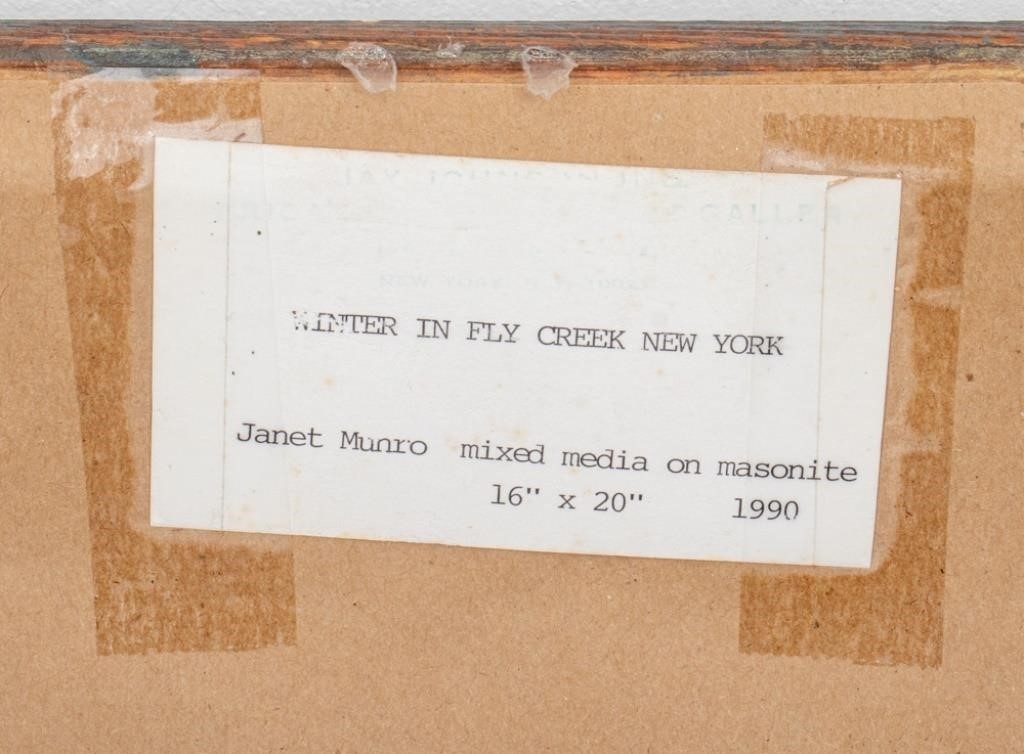 WINTER IN FLY CREEK NEW YORK
Janet Munro mixed media on masonite
16" x 20" 1990